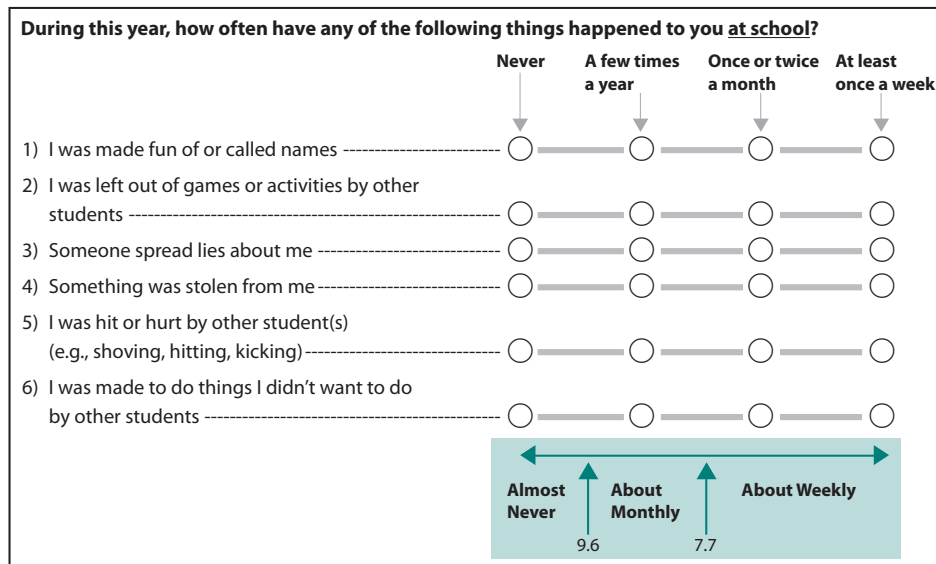 During this year, how often have any of the following things happened to you at school?
Never A few times a year Once or twice a month At least once a week
1) I was made fun of or called names
2) I was left out of games or activities by other
students
3) Someone spread lies about me
4) Something was stolen from me
5) I was hit or hurt by other student(s)
(e.g., shoving, hitting, kicking)
6) I was made to do things I didn't want to do
by other students
Almost Never About Monthly About Weekly
9.6 7.7